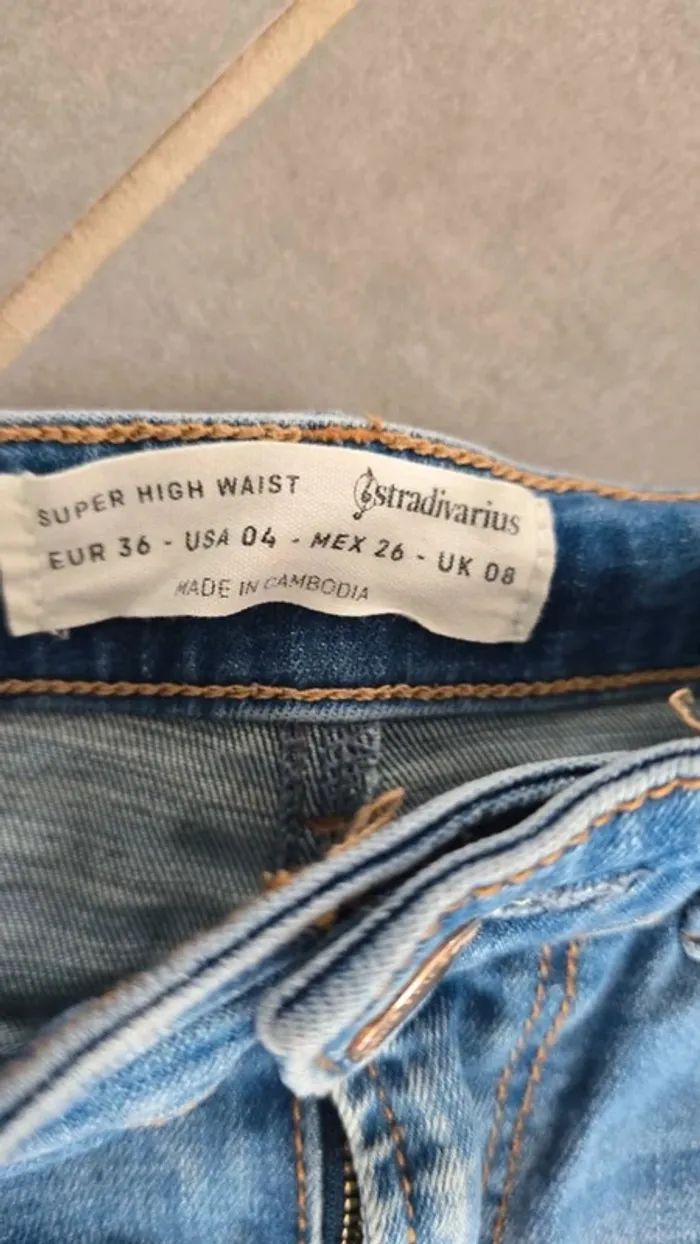 SUPER HIGH WAIST stradivarius
EUR 36 - USA 04 - MEX 26 - UK 08
MADE IN CAMBODIA